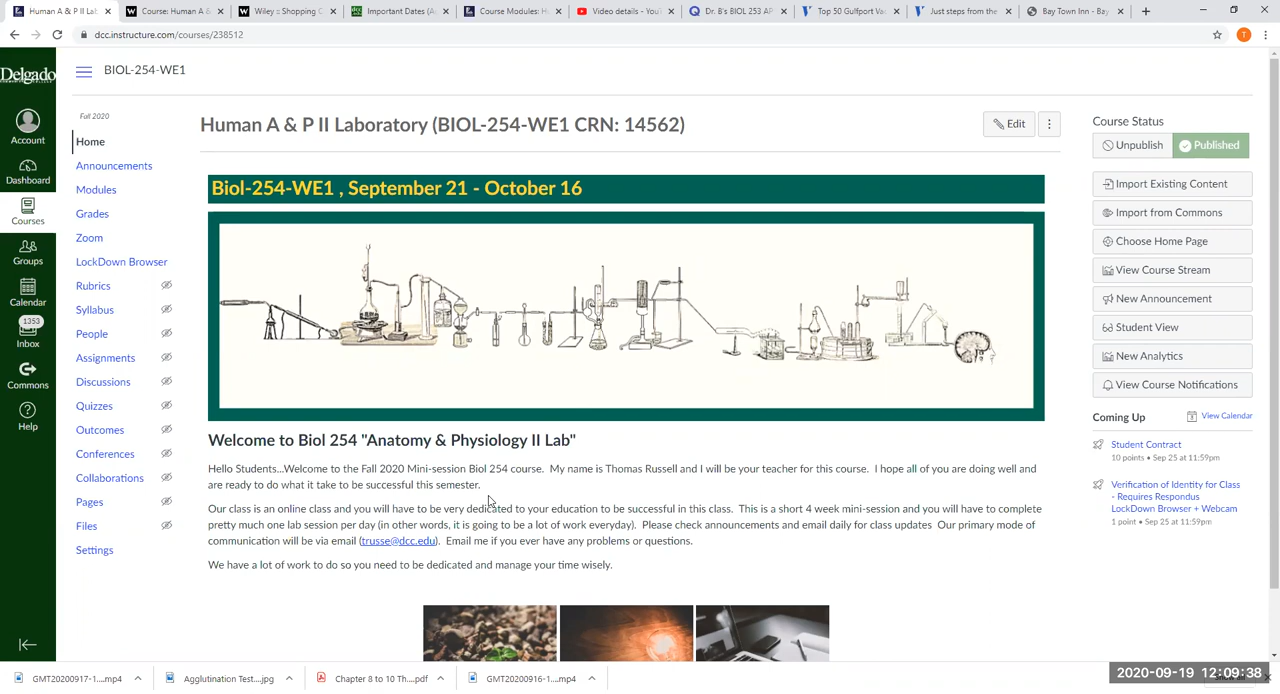 Human A & P II La
Course: Human A &
Wiley :: Shopping C
Important Dates (A
Course Modules: H
Video details - You
Dr. B's BIOL 253 AP
Top 50 Gulfport Va
Just steps from the
Bay Town Inn - Bay
dcc.instructure.com/courses/238512
T
Delgado
BIOL-254-WE1
Account
Dashboard
Courses
Groups
Calendar
1353
Inbox
Commons
Help
Fall 2020
Home
Announcements
Modules
Grades
Zoom
LockDown Browser
Rubrics
Syllabus
People
Assignments
Discussions
Quizzes
Outcomes
Conferences
Collaborations
Pages
Files
Settings
Human A & P II Laboratory (BIOL-254-WE1 CRN: 14562)
Edit
Biol-254-WE1 , September 21 - October 16
Welcome to Biol 254 "Anatomy & Physiology II Lab"
Hello Students...Welcome to the Fall 2020 Mini-session Biol 254 course. My name is Thomas Russell and I will be your teacher for this course. I hope all of you are doing well and
are ready to do what it take to be successful this semester.
Our class is an online class and you will have to be very dedicated to your education to be successful in this class. This is a short 4 week mini-session and you will have to complete
pretty much one lab session per day (in other words, it is going to be a lot of work everyday). Please check announcements and email daily for class updates Our primary mode of
communication will be via email (trusse@dcc.edu). Email me if you ever have any problems or questions.
We have a lot of work to do so you need to be dedicated and manage your time wisely.
Course Status
Unpublish
Published
Import Existing Content
Import from Commons
Choose Home Page
View Course Stream
New Announcement
Student View
New Analytics
View Course Notifications
Coming Up
View Calendar
Student Contract
10 points • Sep 25 at 11:59pm
Verification of Identity for Class
- Requires Respondus
LockDown Browser + Webcam
1 point • Sep 25 at 11:59pm
GMT20200917-1....mp4
Agglutination Test....jpg
Chapter 8 to 10 Th....pdf
GMT20200916-1....mp4
2020-09-19 12:09:38